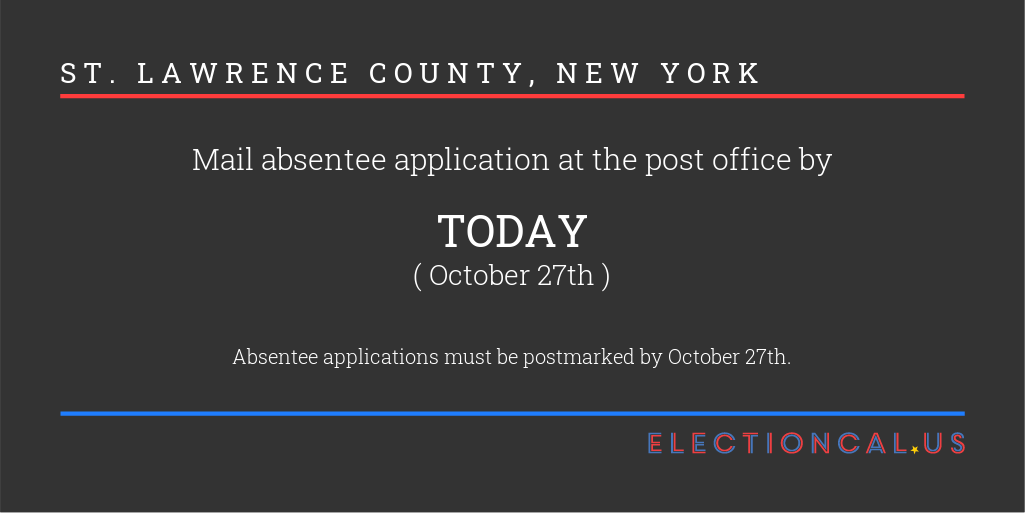 ST. LAWRENCE COUNTY, NEW YORK
Mail absentee application at the post office by
TODAY
( October 27th )
Absentee applications must be postmarked by October 27th.
ELECTIONCAL.US